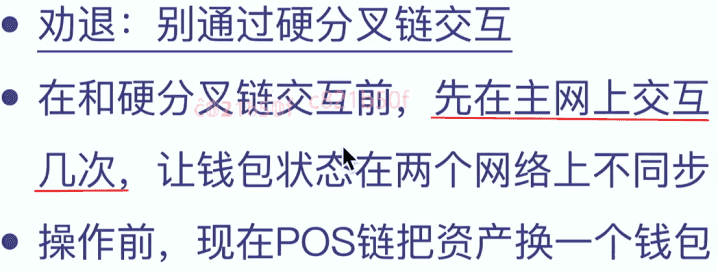 • 劝退：别通过硬分叉链交互
• 在和硬分叉链交互前，先在主网上交互
几次，让钱包状态在两个网络上不同步
• 操作前，现在POS链把资产换一个钱包